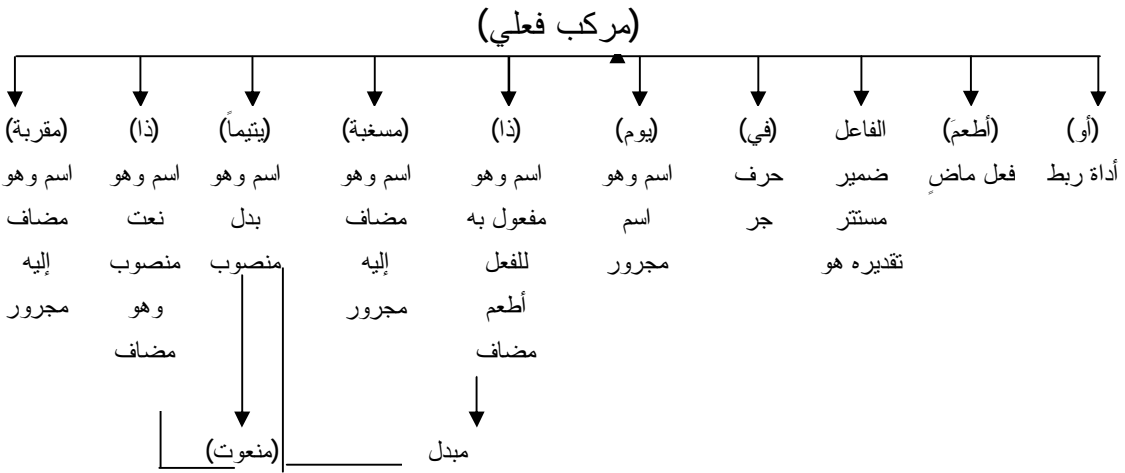 (مركب فعلي)
(أو) (أطعمَ) الفاعل (في) (يوم) (ذا) (مسغبة) (يتيماً) (ذا) (مقربة)
أداة ربط فعل ماضٍ ضمير حرف اسم وهو اسم وهو اسم وهو اسم وهو اسم وهو اسم وهو
مستتر جر اسم مفعول به مضاف بدل نعت مضاف
تقديره هو مجرور للفعل إليه منصوب منصوب إليه
أطعم مجرور وهو مجرور
مضاف مضاف
مبدل (منعوت)